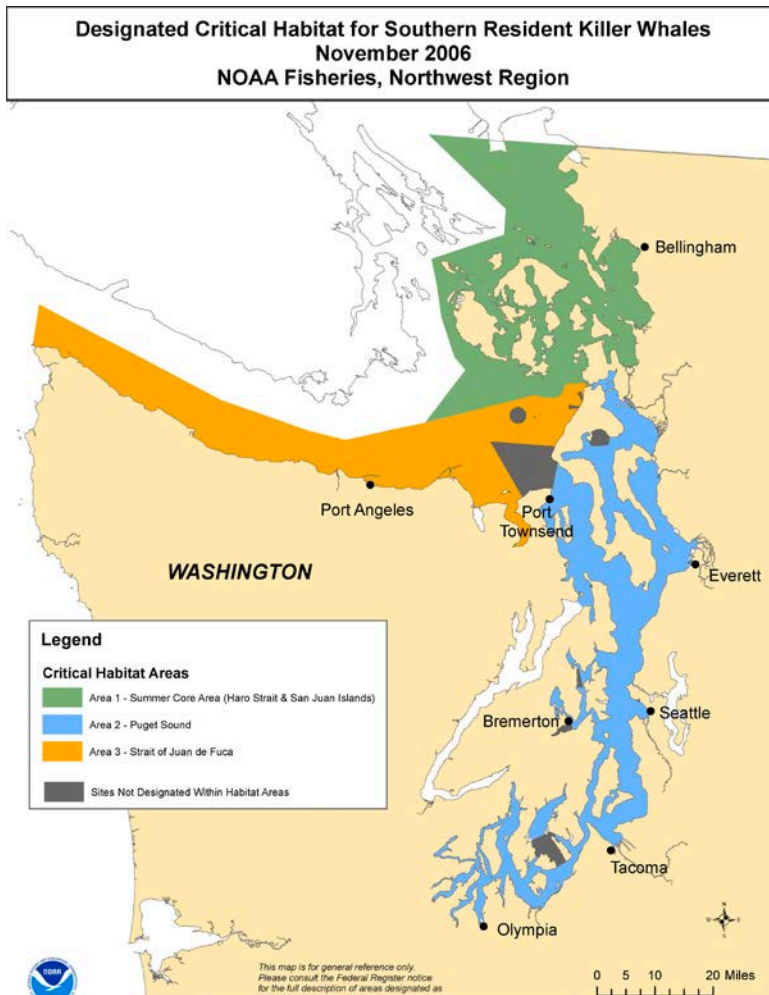 Designated Critical Habitat for Southern Resident Killer Whales
November 2006
NOAA Fisheries, Northwest Region
Bellingham
Port Angeles
Port
Townsend
WASHINGTON
Everett
Legend
Critical Habitat Areas
Area 1 - Summer Core Area (Haro Strait & San Juan Islands)
Area 2 - Puget Sound
Area 3 - Strait of Juan de Fuca
Sites Not Designated Within Habitat Areas
Bremerton
Seattle
Tacoma
Olympia
N
W E
S
NOAA
This map is for general reference only.
Please consult the Federal Register notice
for the full description of areas designated as
0 5 10 20 Miles